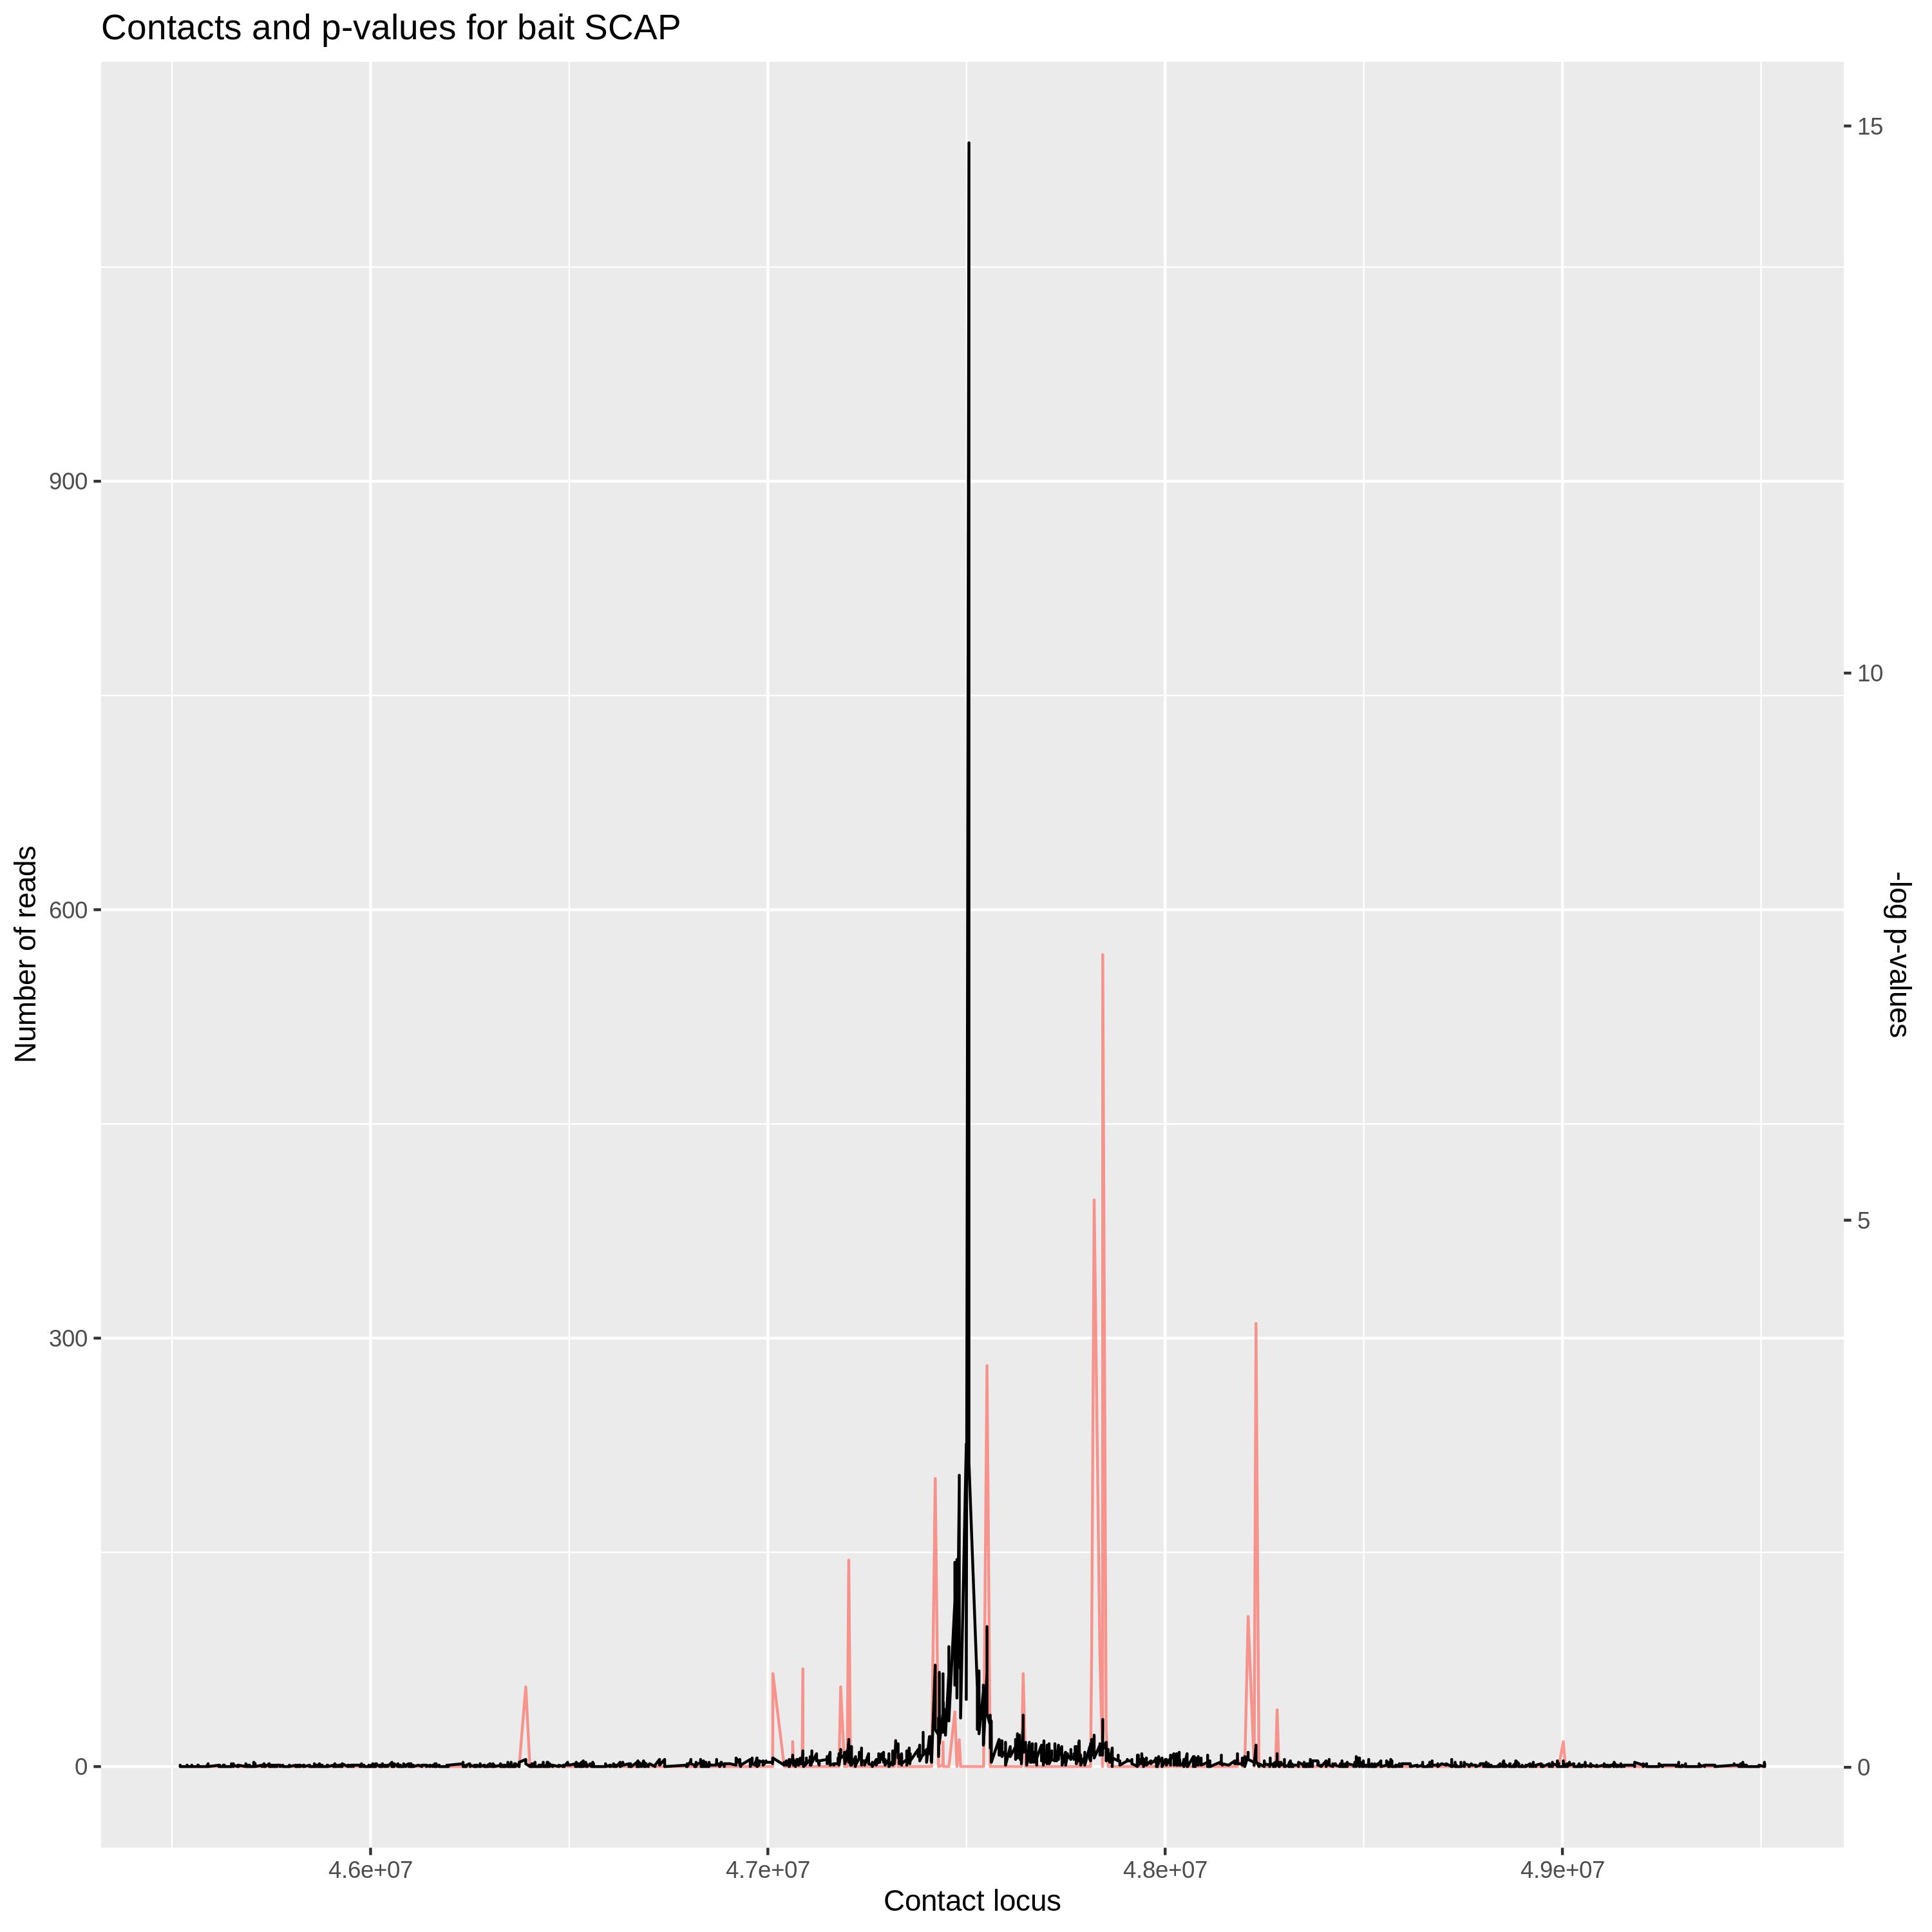 Contacts and p-values for bait SCAP
15
900
10
Number of reads
600
-log p-values
5
300
0
0
4.6e+07
4.7e+07
4.8e+07
4.9e+07
Contact locus